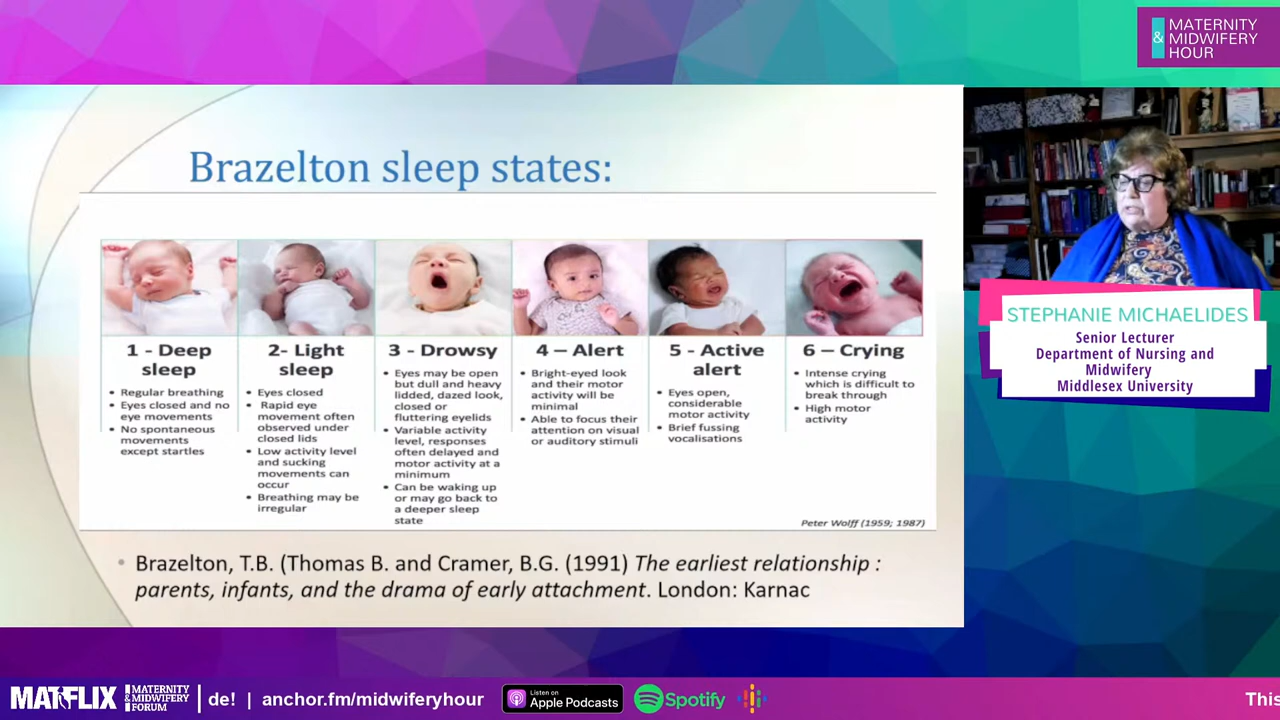 MATERNITY
& MIDWIFERY
HOUR
Brazelton sleep states:
1 - Deep
sleep
• Regular breathing
• Eyes closed and no
eye movements
• No spontaneous
movements
except startles
2- Light
sleep
• Eyes closed
• Rapid eye
movement often
observed under
closed lids
• Low activity level
and sucking
movements can
occur
• Breathing may be
irregular
3 - Drowsy
• Eyes may be open
but dull and heavy
lidded, dazed look,
closed or
fluttering eyelids
• Variable activity
level, responses
often delayed and
motor activity at a
minimum
• Can be waking up
or may go back to
a deeper sleep
state
4 – Alert
• Bright-eyed look
and their motor
activity will be
minimal
• Able to focus their
attention on visual
or auditory stimuli
5 - Active
alert
• Eyes open,
considerable
motor activity
• Brief fussing
vocalisations
6 – Crying
• Intense crying
which is difficult to
break through
• High motor
activity
Peter Wolff (1959; 1987)
• Brazelton, T.B. (Thomas B. and Cramer, B.G. (1991) The earliest relationship :
parents, infants, and the drama of early attachment. London: Karnac
STEPHANIE MICHAELIDES
Senior Lecturer
Department of Nursing and
Midwifery
Middlesex University
MATFLIX
MATERNITY
& MIDWIFERY
FORUM
de! | anchor.fm/midwiferyhour
Listen on
Apple Podcasts
Spotify
This